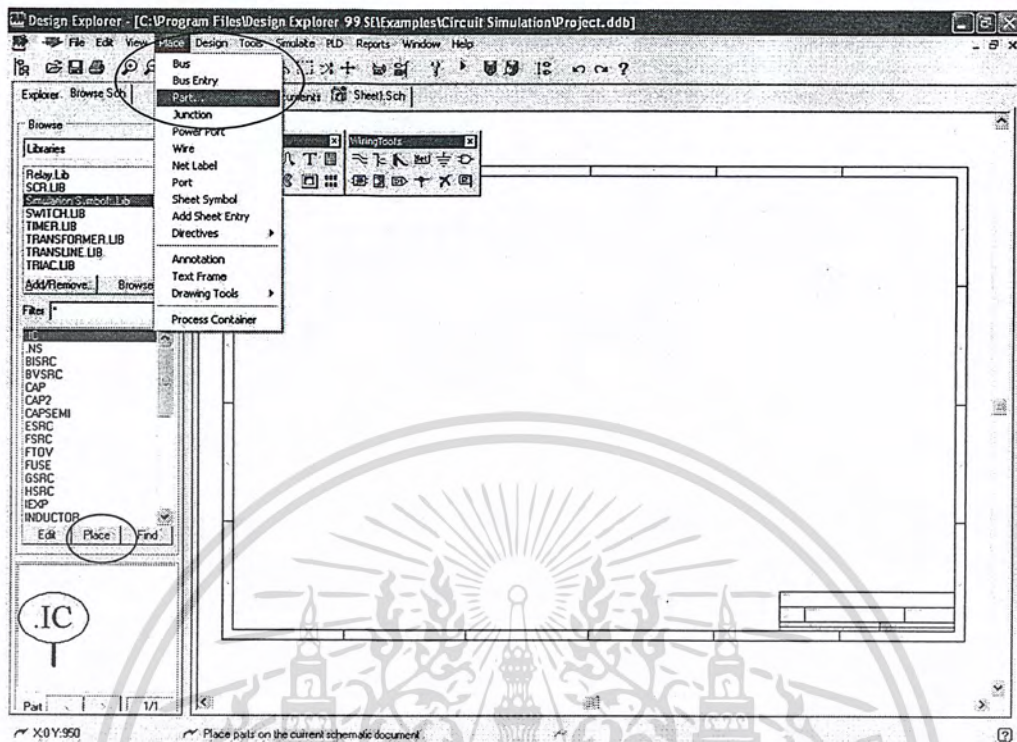 Design Explorer - [C:\Program Files\Design Explorer 99 SE\Examples\Circuit Simulation\Project.ddb]
File Edit View Place Design Tools Simulate PLD Reports Window Help
Explorer Browse Sch
Sheet1.Sch
Bus
Bus Entry
Part...
Junction
Power Port
Wire
Net Label
Port
Sheet Symbol
Add Sheet Entry
Directives
Annotation
Text Frame
Drawing Tools
Process Container
WiringTools
Browse
Libraries
Relay.Lib
SCR.LIB
Simulation Symbols.Lib
SWITCH.LIB
TIMER.LIB
TRANSFORMER.LIB
TRANSLINE.LIB
TRIAC.LIB
Add/Remove... Browse
Filter *
.IC
.NS
BISRC
BVSRC
CAP
CAP2
CAPSEMI
ESRC
FSRC
FTOV
FUSE
GSRC
HSRC
IEXP
INDUCTOR
Edit Place Find
.IC
Part 1/1
X:0 Y:950 Place parts on the current schematic document